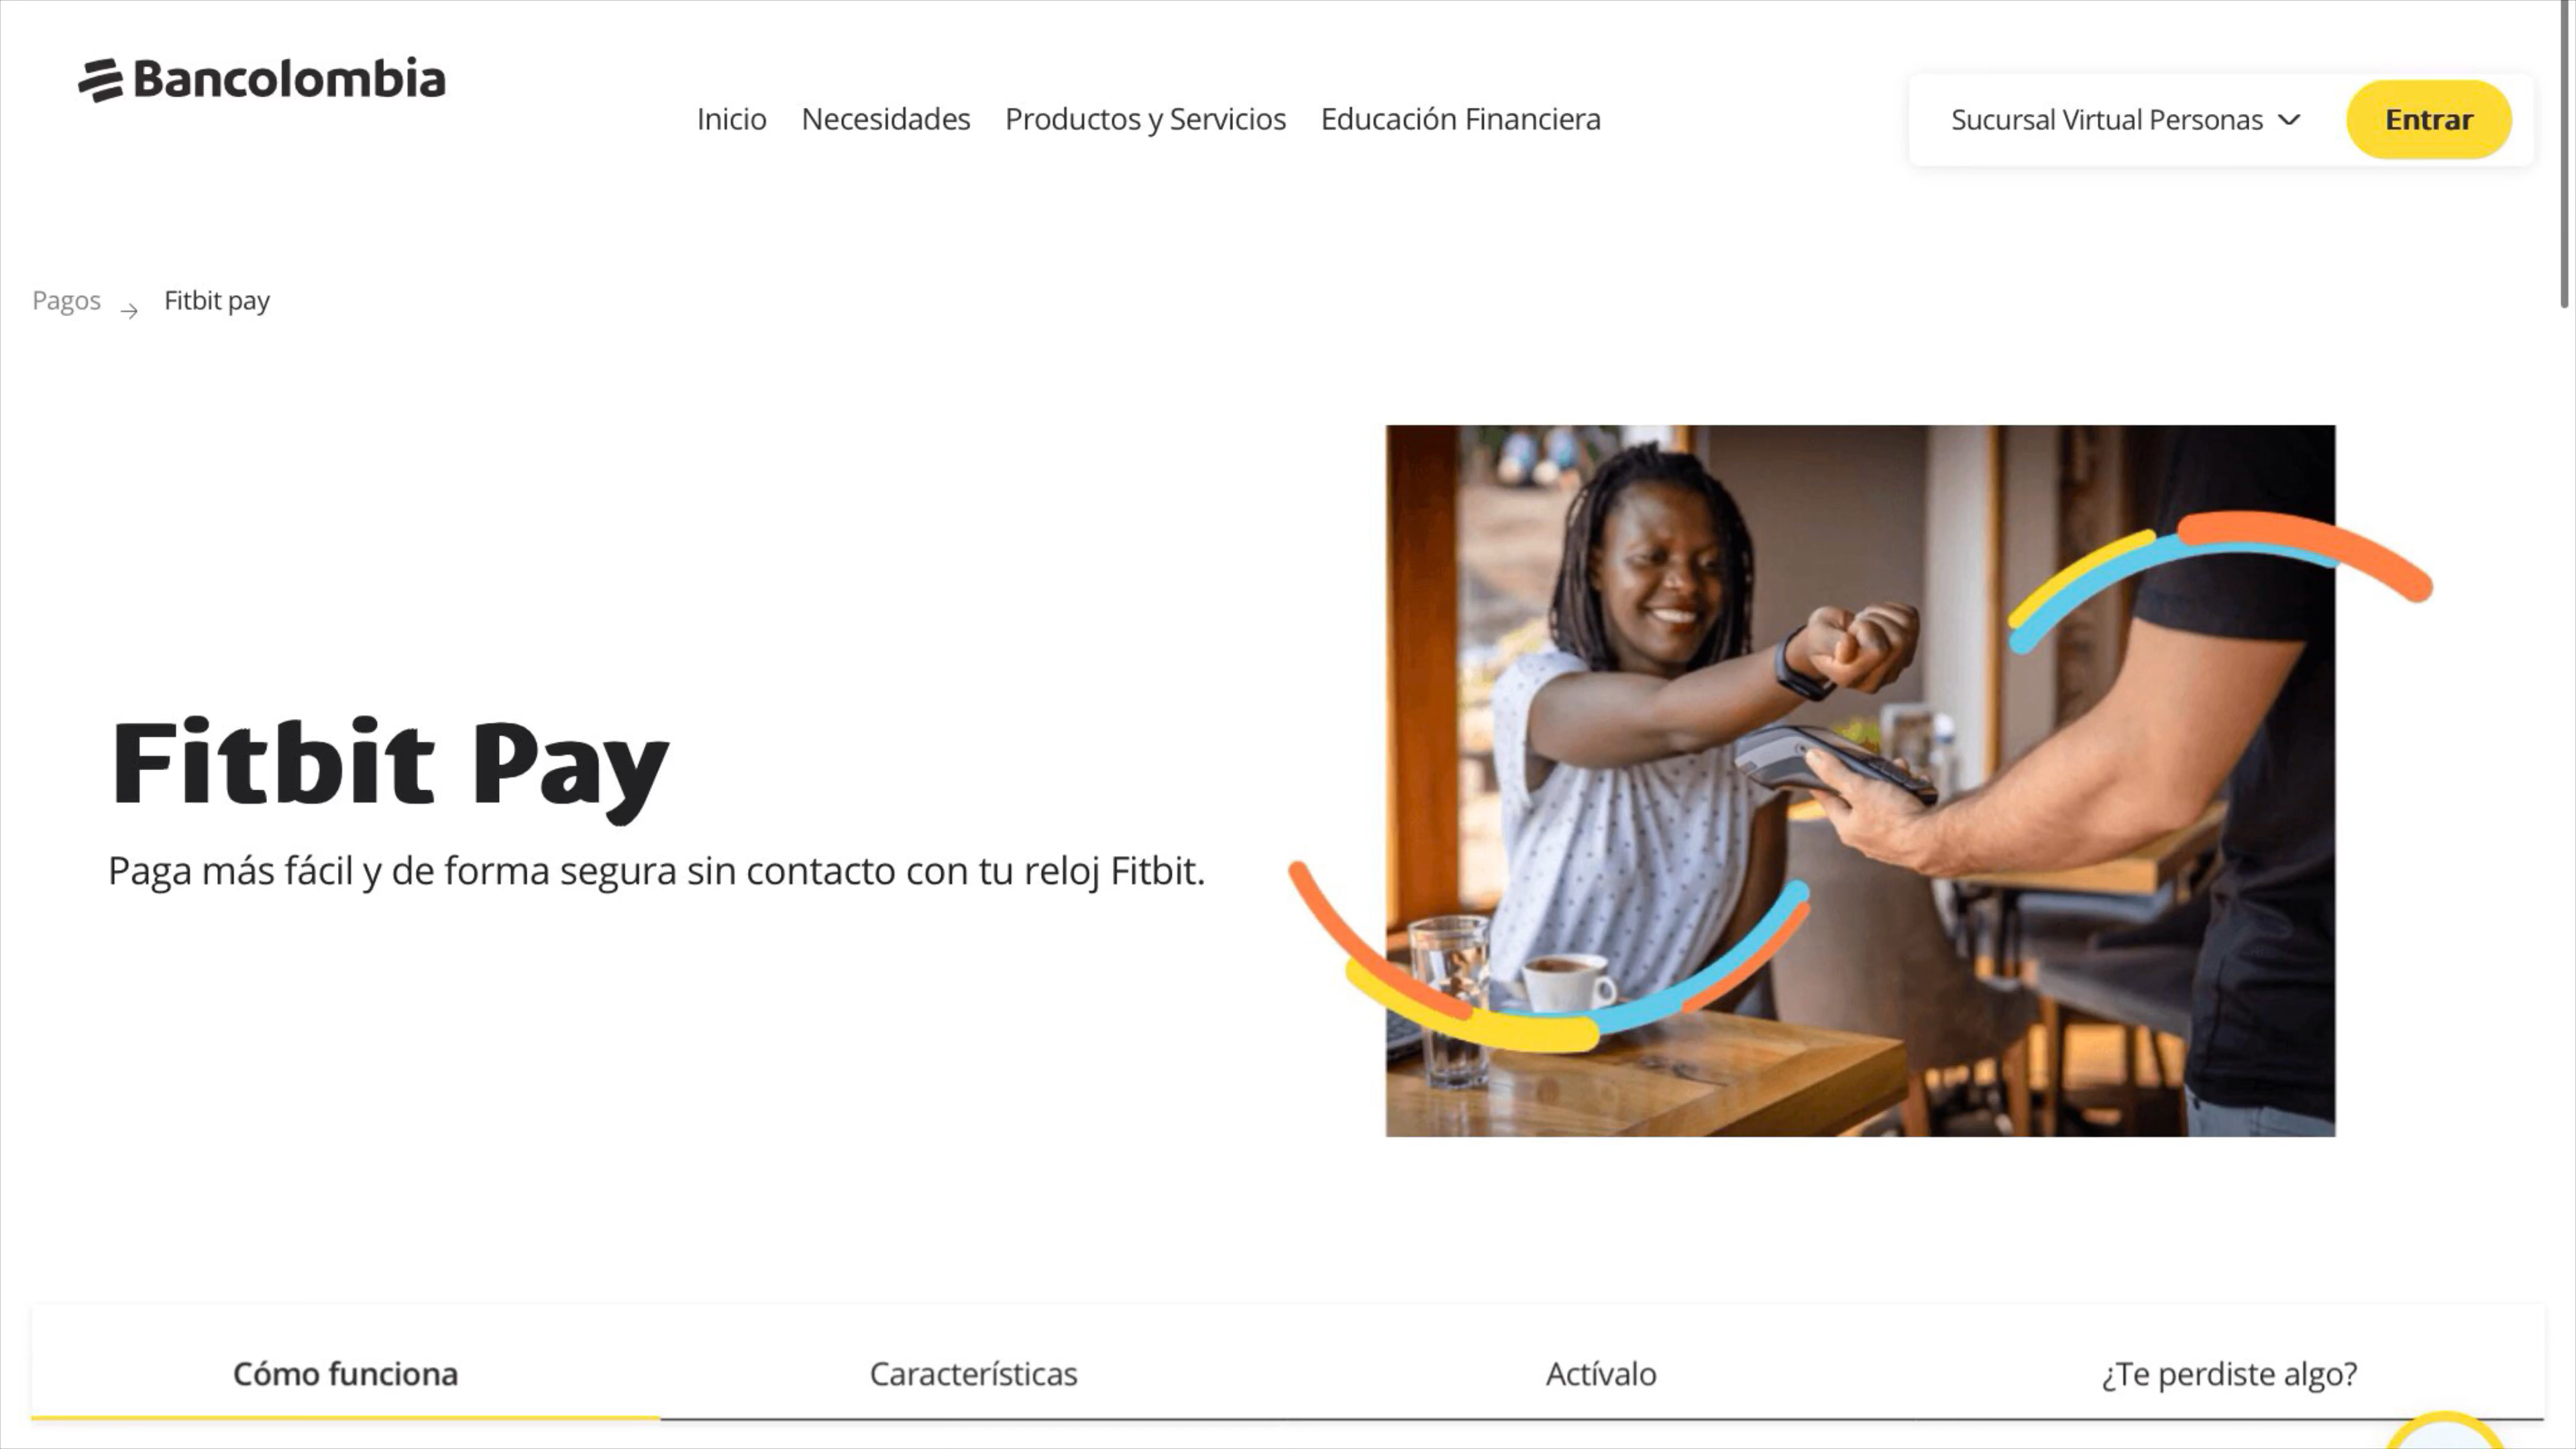 Bancolombia
Inicio Necesidades Productos y Servicios Educación Financiera
Sucursal Virtual Personas
Entrar
Pagos → Fitbit pay
Fitbit Pay
Paga más fácil y de forma segura sin contacto con tu reloj Fitbit.
Cómo funciona Características Actívalo ¿Te perdiste algo?